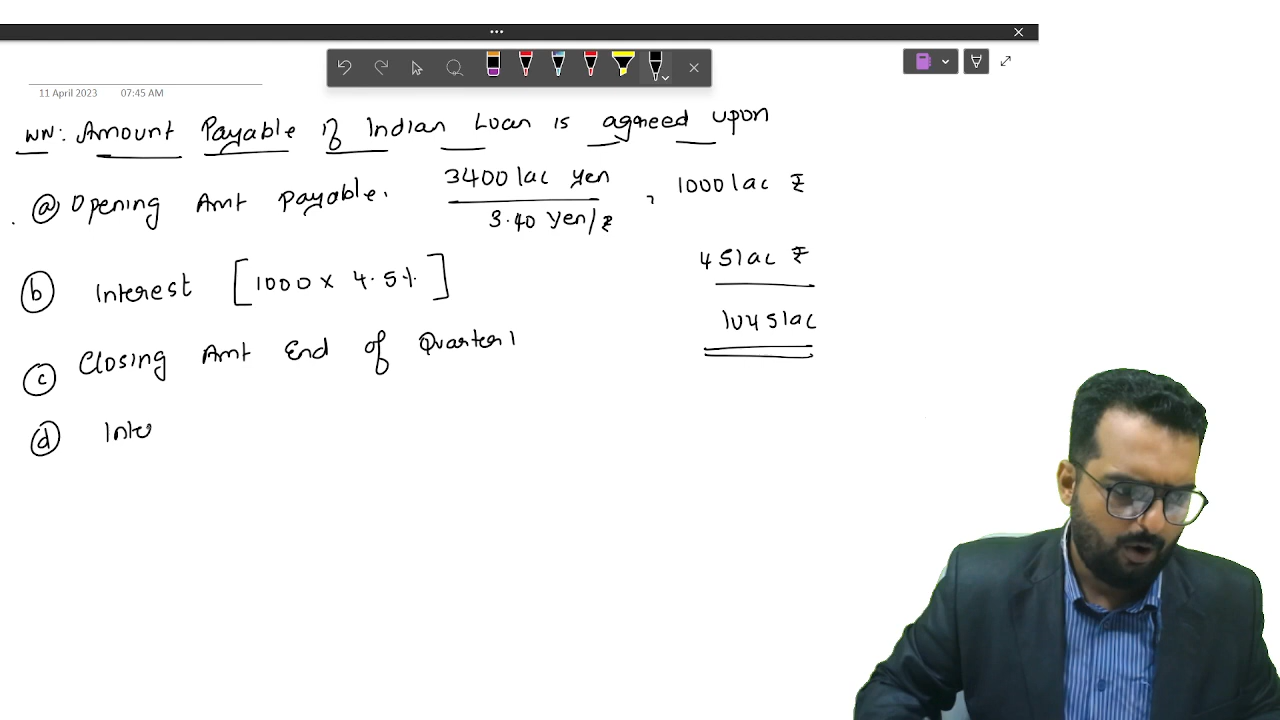 11 April 2023 07:45 AM
WN: Amount Payable if Indian Loan is agreed upon
(a) Opening Amt Payable. 3400 lac yen , 1000 lac ₹
3.40 yen/₹
(b) Interest [1000 x 4.5%] 45 lac ₹
1045 lac
(c) Closing Amt End of Quarter 1
(d) Inte